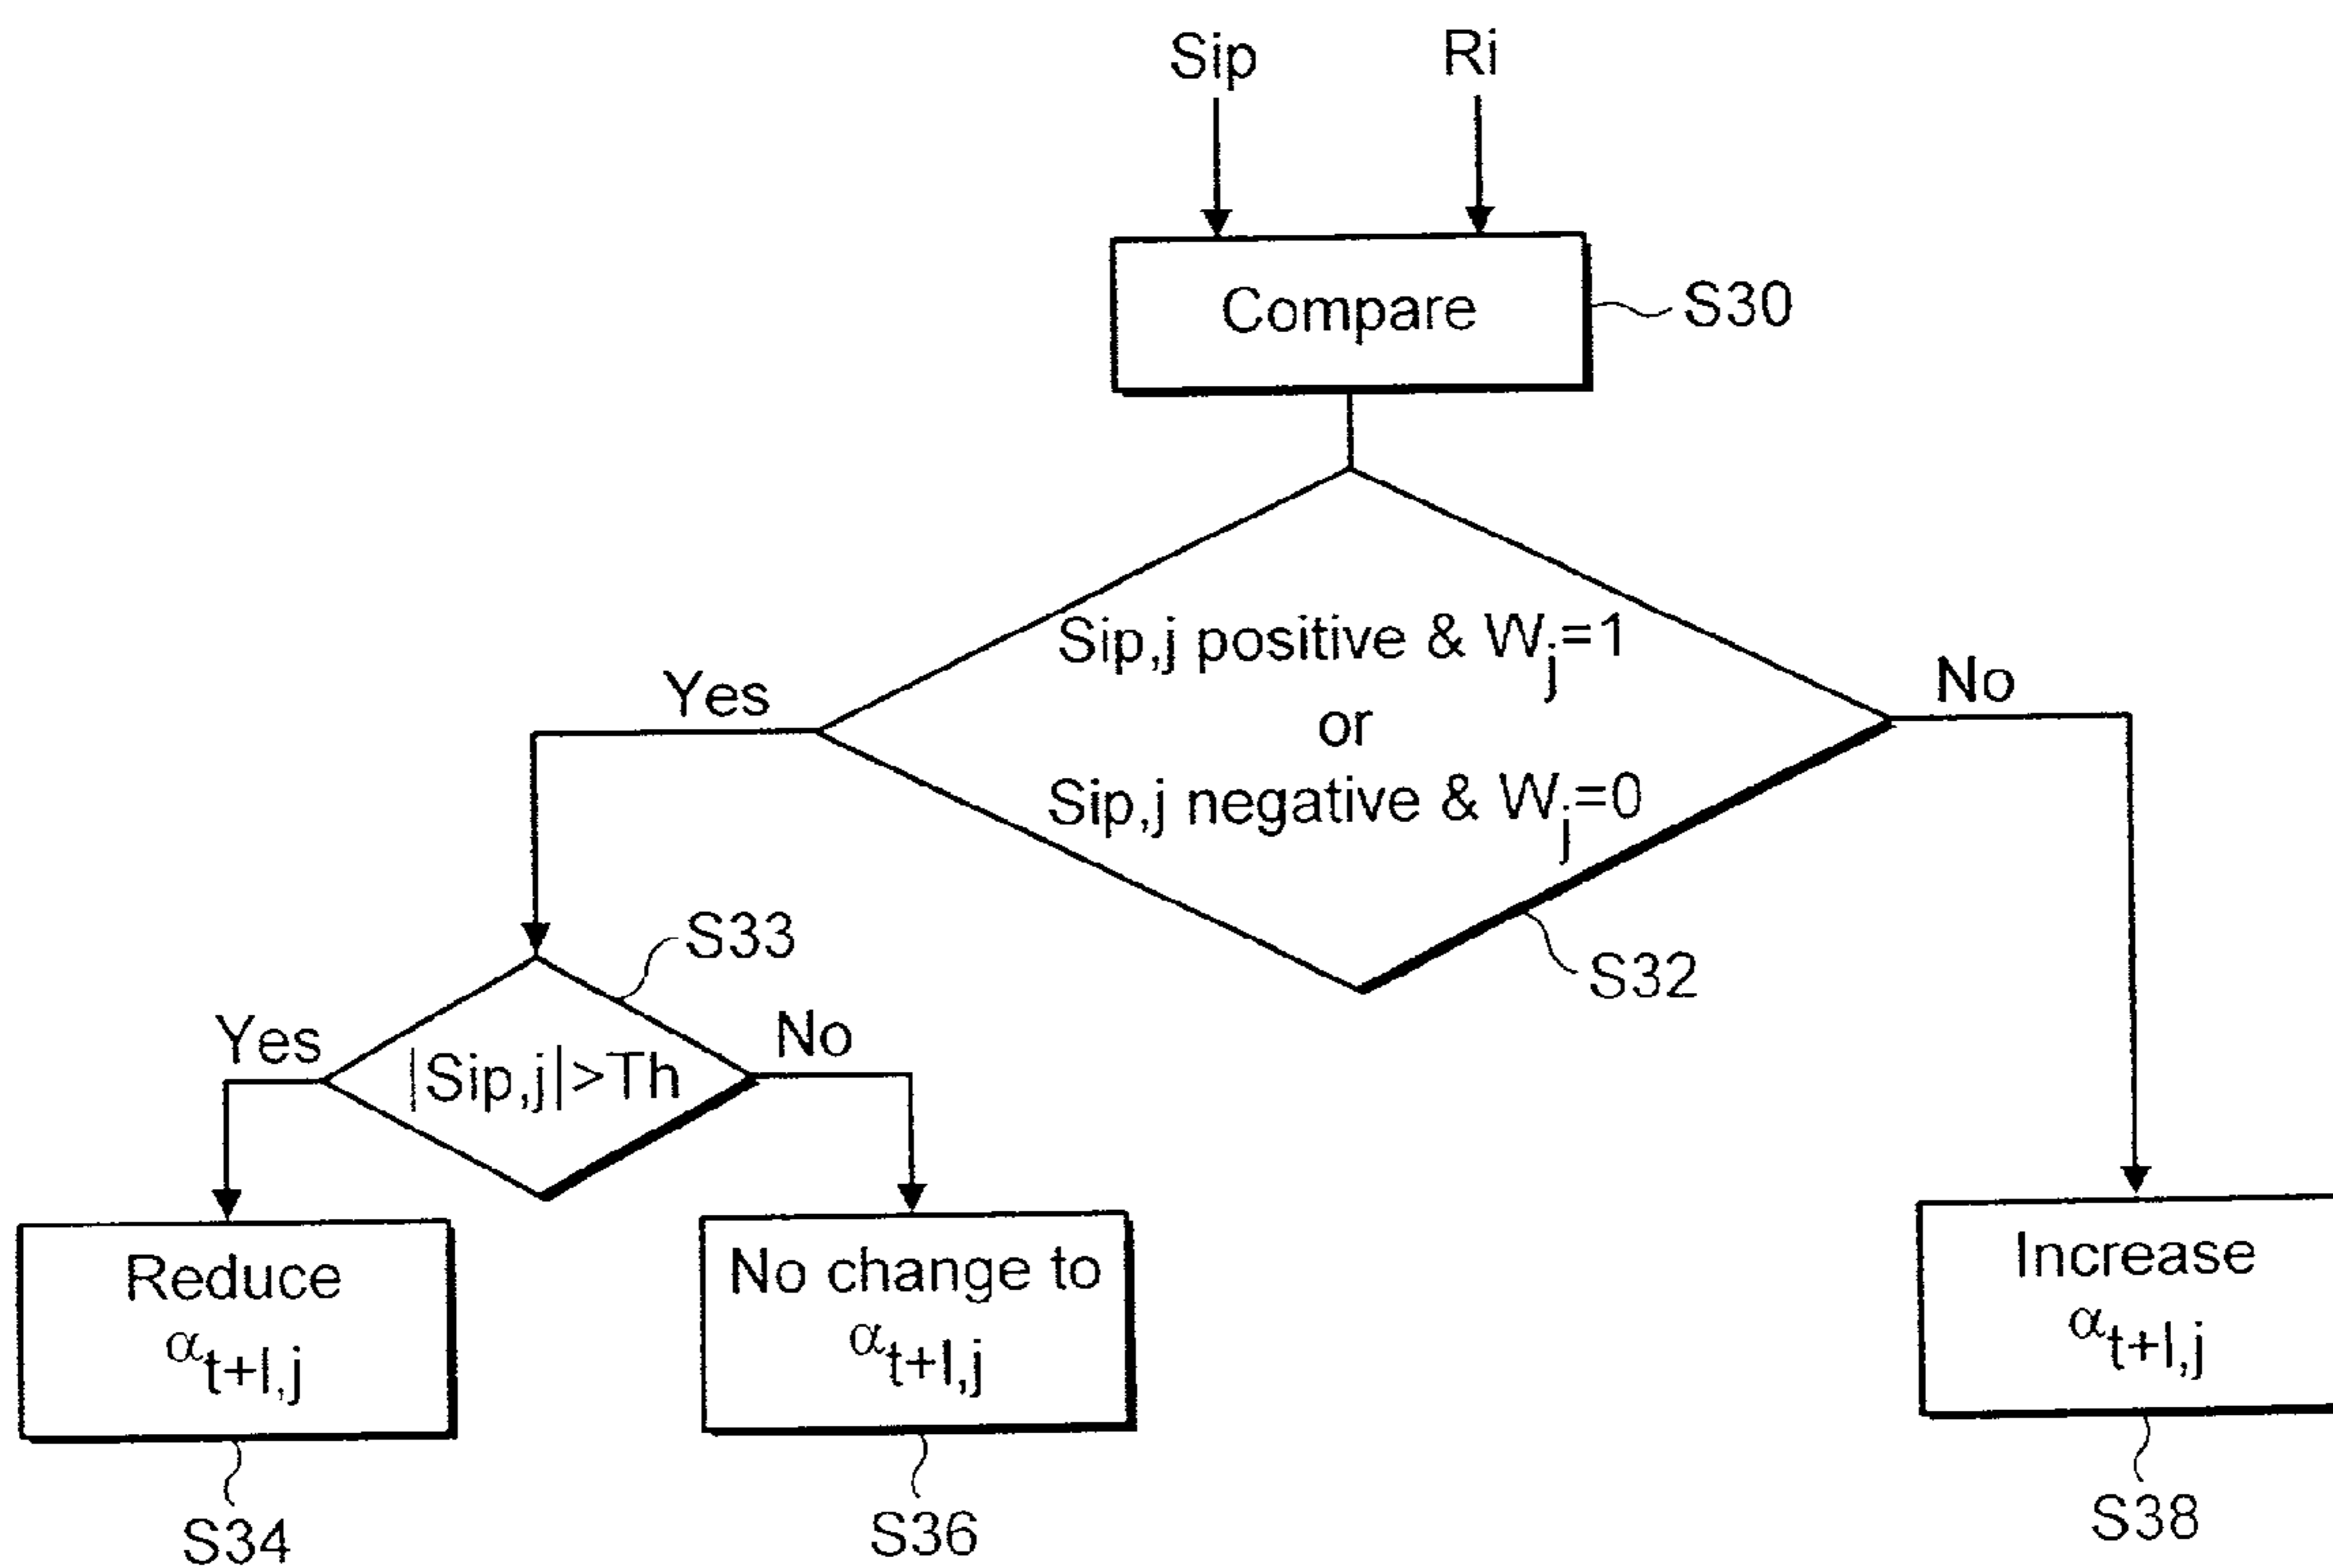 Sip Ri
Compare
S30
Sip,j positive & Wj=1
or
Sip,j negative & Wj=0
Yes
No
S32
S33
|Sip,j|>Th
Yes
No
Reduce
αt+l,j
S34
No change to
αt+l,j
S36
Increase
αt+l,j
S38